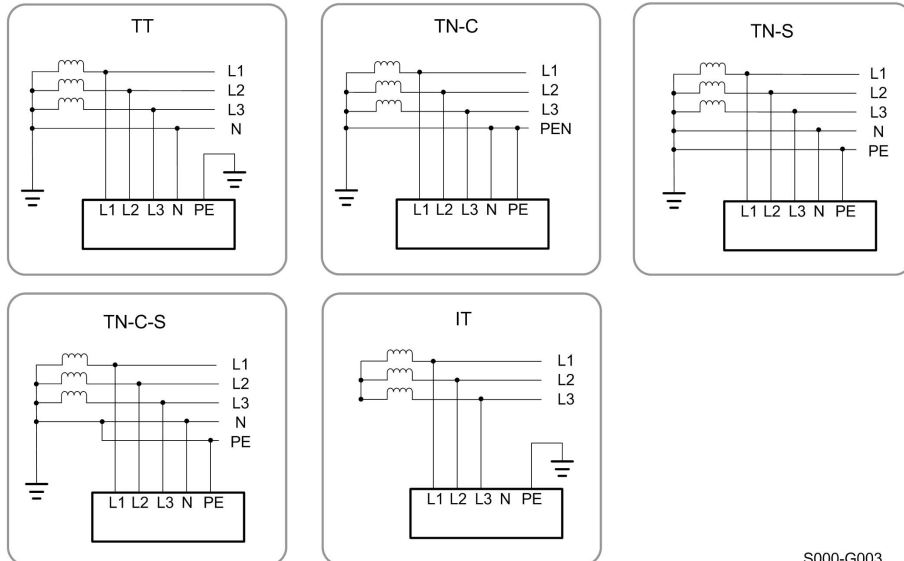 TT
L1
L2
L3
N
L1 L2 L3 N PE
TN-C
L1
L2
L3
PEN
L1 L2 L3 N PE
TN-S
L1
L2
L3
N
PE
L1 L2 L3 N PE
TN-C-S
L1
L2
L3
N
PE
L1 L2 L3 N PE
IT
L1
L2
L3
L1 L2 L3 N PE
S000-G003